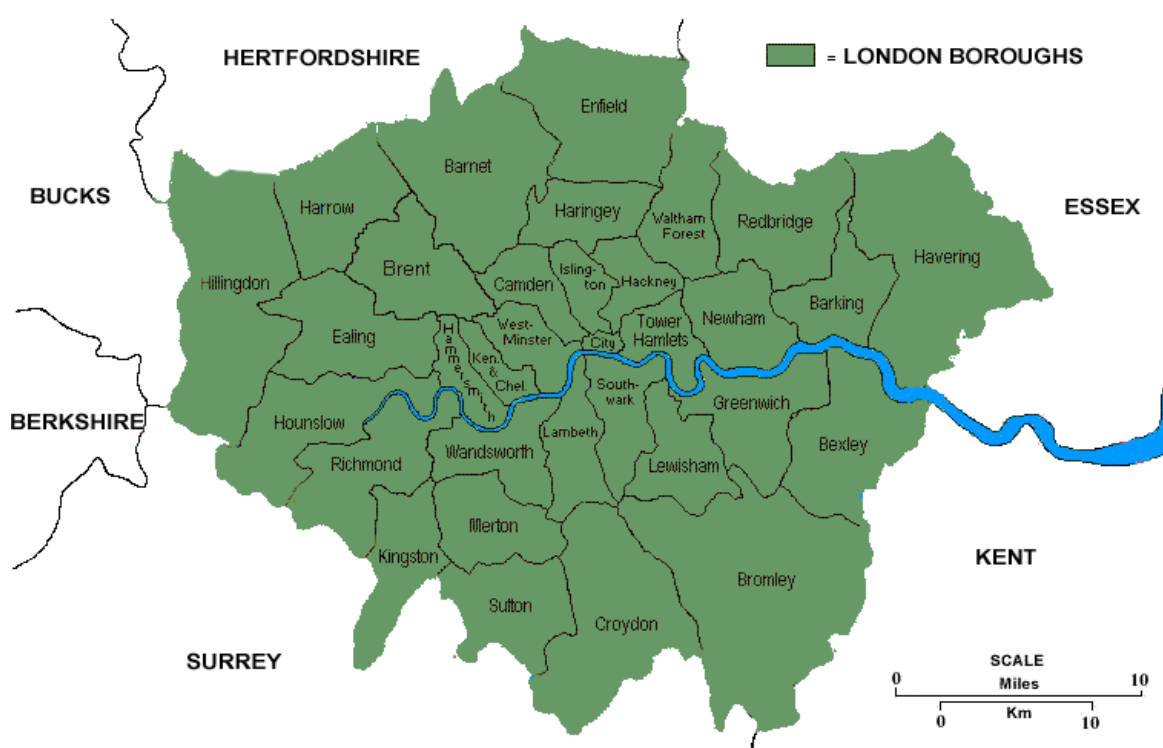 HERTFORDSHIRE
= LONDON BOROUGHS
Enfield
Barnet
BUCKS
Harrow
Haringey
Waltham
Forest
Redbridge
ESSEX
Havering
Hillingdon
Brent
Camden
Isling-
ton
Hackney
Barking
Ealing
Hammersmith
West-
Minster
City
Tower
Hamlets
Newham
Ken.
&
Chel.
South-
wark
Greenwich
BERKSHIRE
Hounslow
Richmond
Wandsworth
Lambeth
Lewisham
Bexley
Merton
Kingston
KENT
Bromley
Sutton
Croydon
SURREY
SCALE
0 Miles 10
Km
0 10